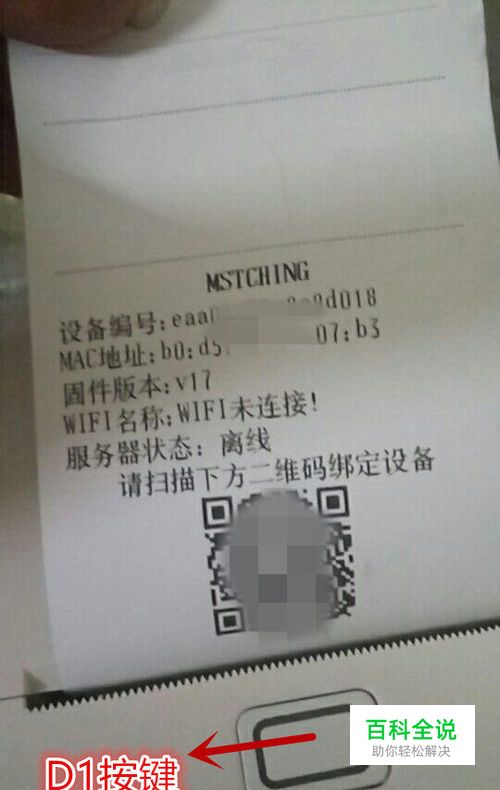 MSTCHING
设备编号:eaa0 d018
MAC地址:b0:d5: 07:b3
固件版本:v17
WIFI名称:WIFI未连接!
服务器状态: 离线
请扫描下方二维码绑定设备
百科全说
助你轻松解决
D1按键